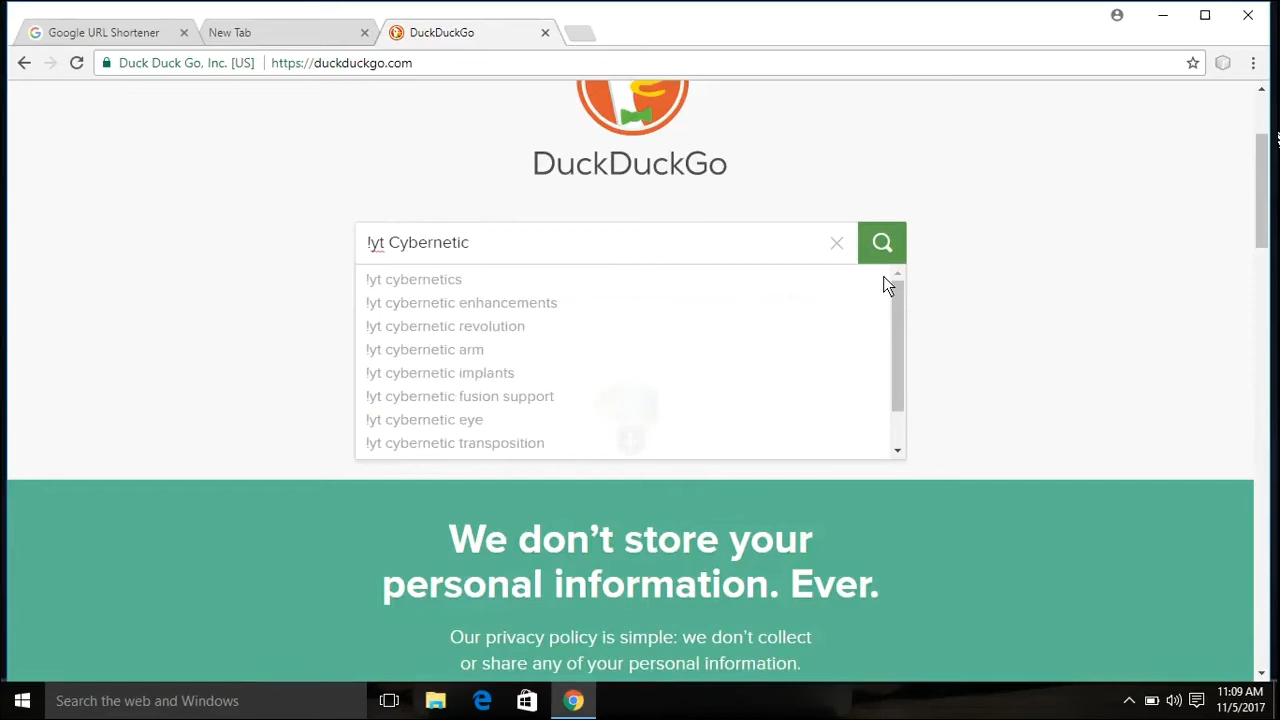 Google URL Shortener
New Tab
DuckDuckGo
Duck Duck Go, Inc. [US]
https://duckduckgo.com
DuckDuckGo
!yt Cybernetic
!yt cybernetics
!yt cybernetic enhancements
!yt cybernetic revolution
!yt cybernetic arm
!yt cybernetic implants
!yt cybernetic fusion support
!yt cybernetic eye
!yt cybernetic transposition
We don’t store your
personal information. Ever.
Our privacy policy is simple: we don’t collect
or share any of your personal information.
Search the web and Windows
11:09 AM
11/5/2017